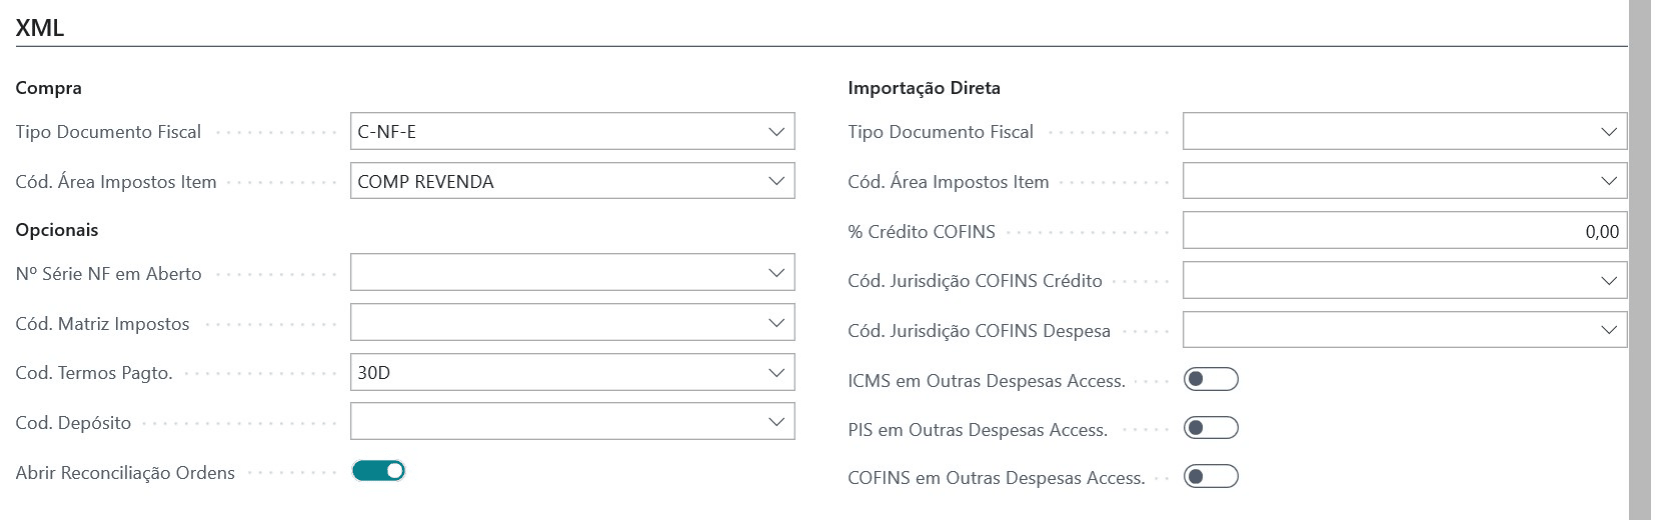 XML
Compra
Tipo Documento Fiscal
C-NF-E
Cód. Área Impostos Item
COMP REVENDA
Opcionais
Nº Série NF em Aberto
Cód. Matriz Impostos
Cod. Termos Pagto.
30D
Cod. Depósito
Abrir Reconciliação Ordens
Importação Direta
Tipo Documento Fiscal
Cód. Área Impostos Item
% Crédito COFINS
0,00
Cód. Jurisdição COFINS Crédito
Cód. Jurisdição COFINS Despesa
ICMS em Outras Despesas Access.
PIS em Outras Despesas Access.
COFINS em Outras Despesas Access.